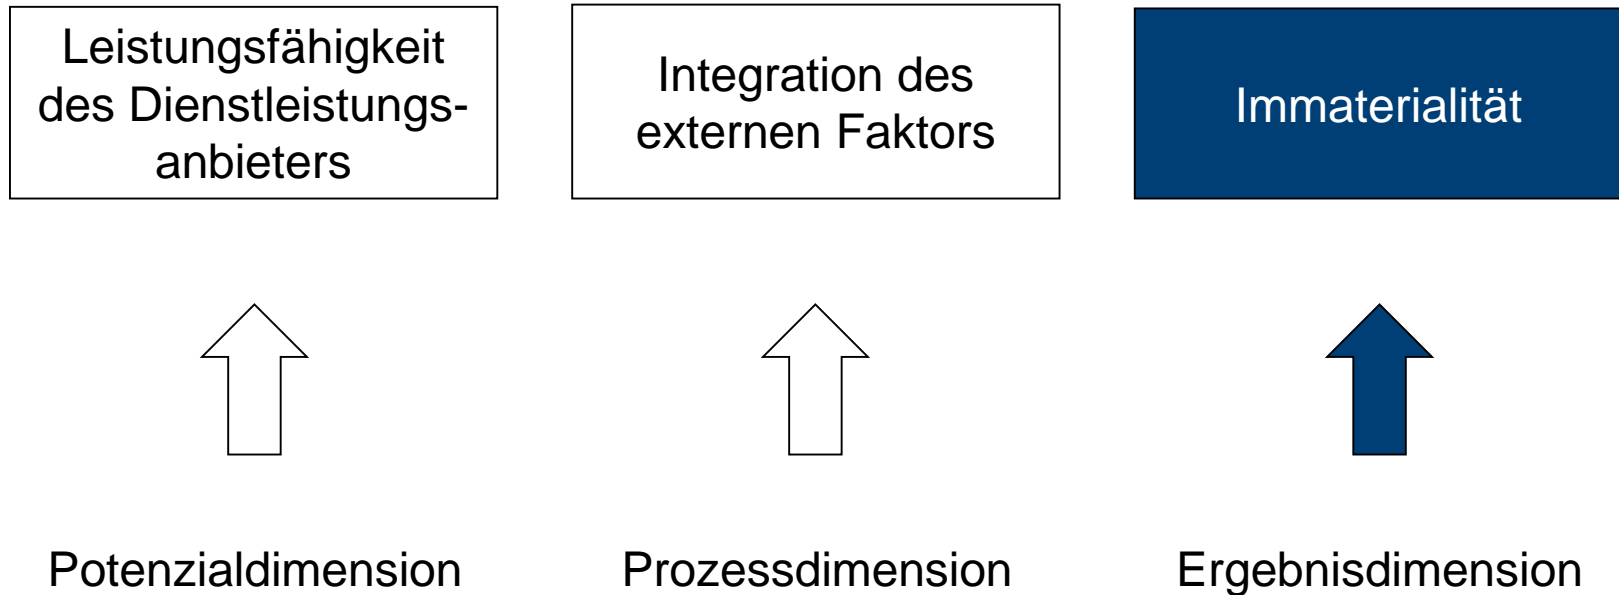 Leistungsfähigkeit
des Dienstleistungs-
anbieters
Integration des
externen Faktors
Immaterialität
Potenzialdimension
Prozessdimension
Ergebnisdimension